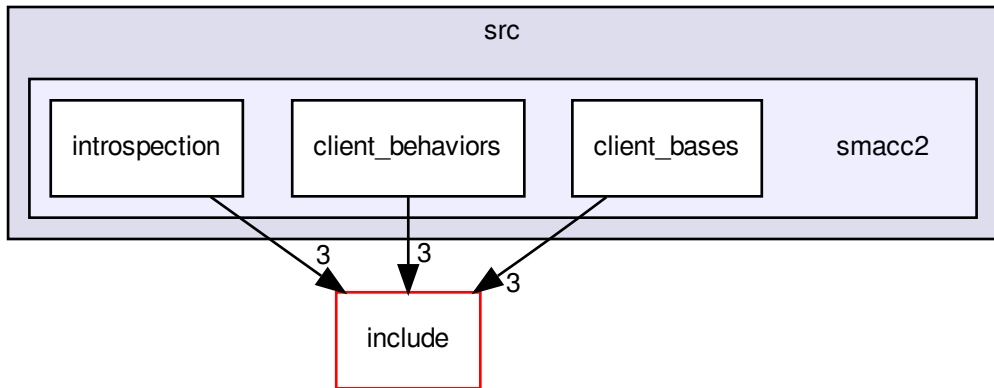 src
introspection
client_behaviors
client_bases
smacc2
3
3
3
include